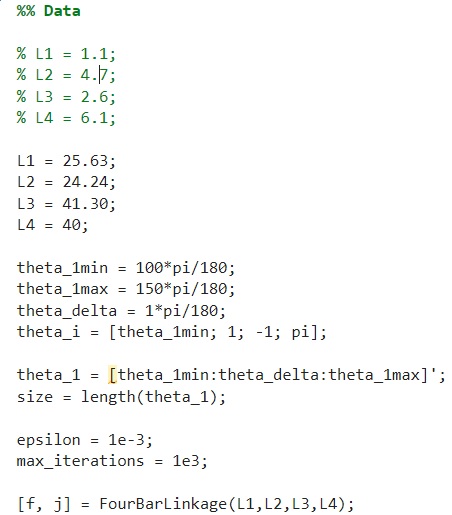 %% Data
% L1 = 1.1;
% L2 = 4.7;
% L3 = 2.6;
% L4 = 6.1;
L1 = 25.63;
L2 = 24.24;
L3 = 41.30;
L4 = 40;
theta_1min = 100*pi/180;
theta_1max = 150*pi/180;
theta_delta = 1*pi/180;
theta_i = [theta_1min; 1; -1; pi];
theta_1 = [theta_1min:theta_delta:theta_1max]';
size = length(theta_1);
epsilon = 1e-3;
max_iterations = 1e3;
[f, j] = FourBarLinkage(L1,L2,L3,L4);